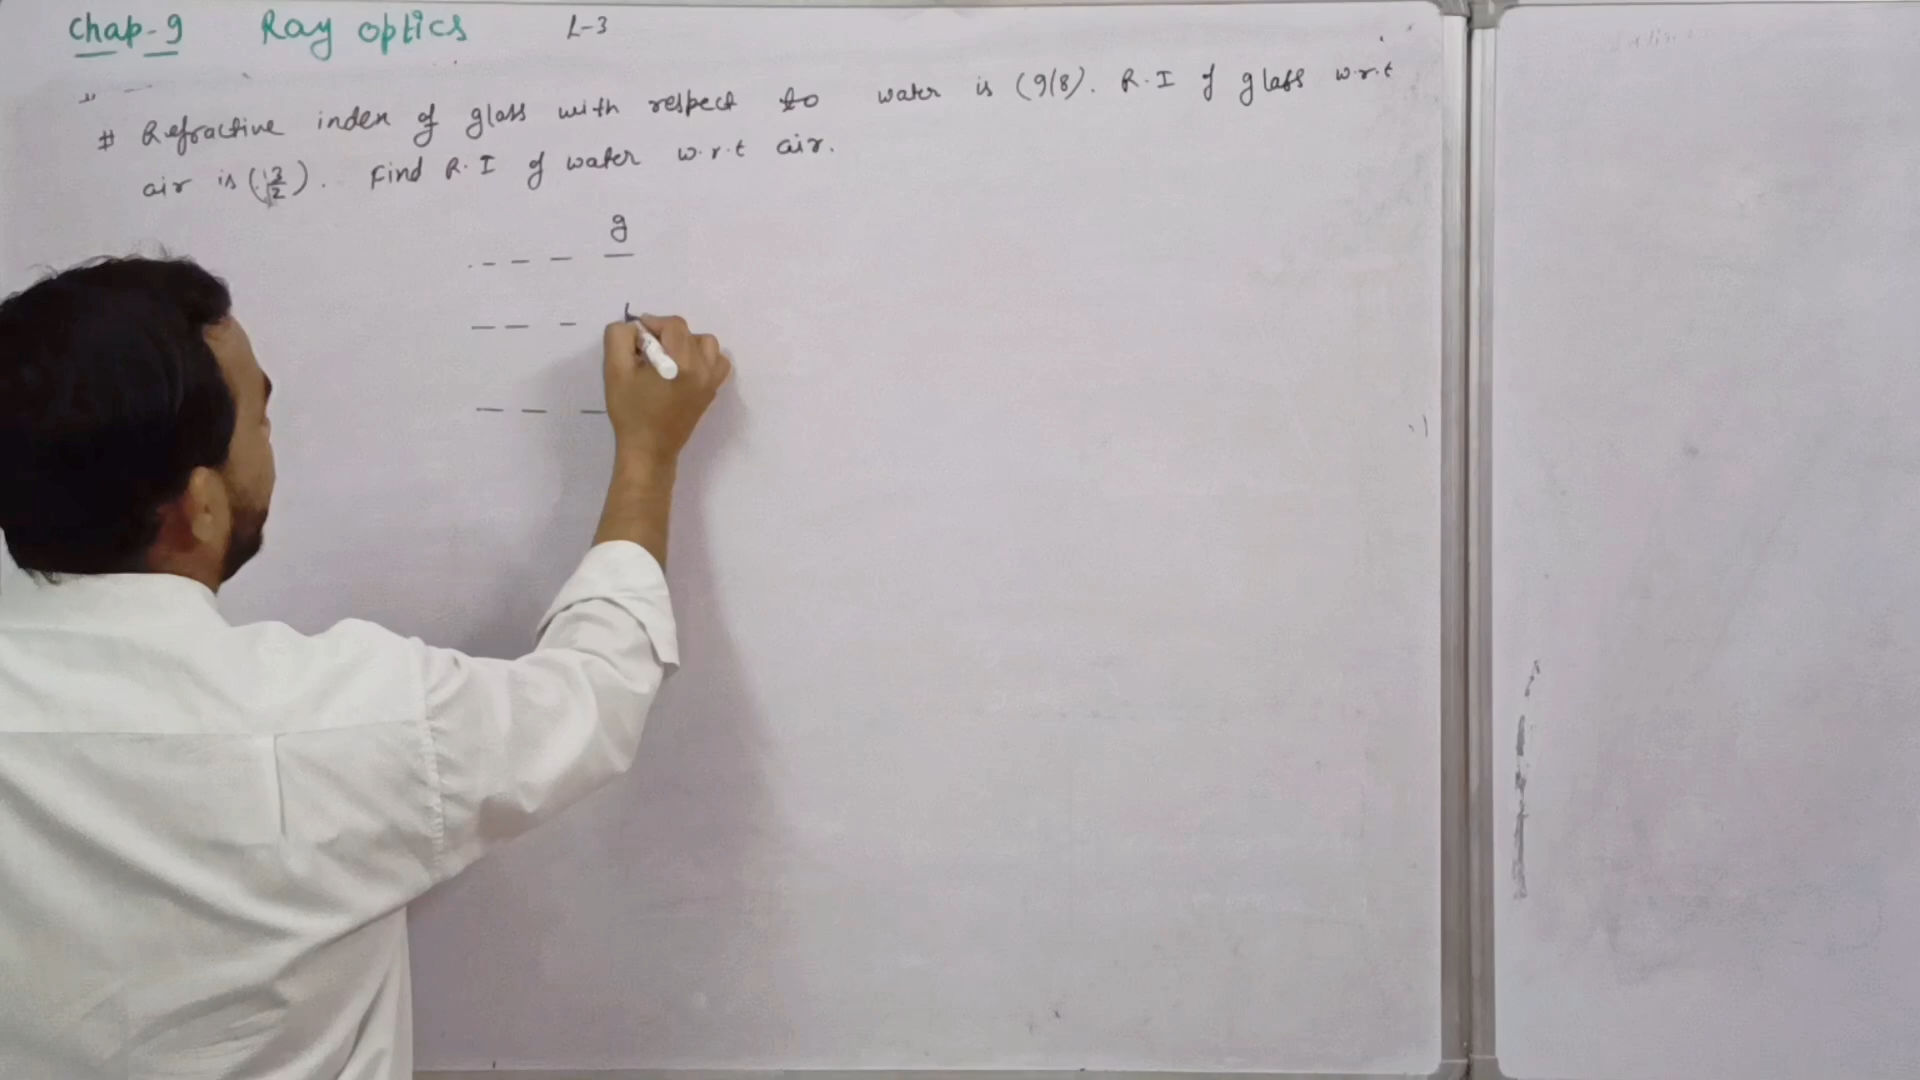 Chap-9 Ray optics L-3
# Refractive index of glass with respect to water is (9/8). R.I of glass w.r.t
air is (3/2). Find R.I of water w.r.t air.
g